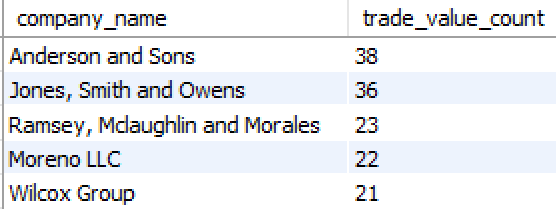 company_name trade_value_count
Anderson and Sons 38
Jones, Smith and Owens 36
Ramsey, Mclaughlin and Morales 23
Moreno LLC 22
Wilcox Group 21